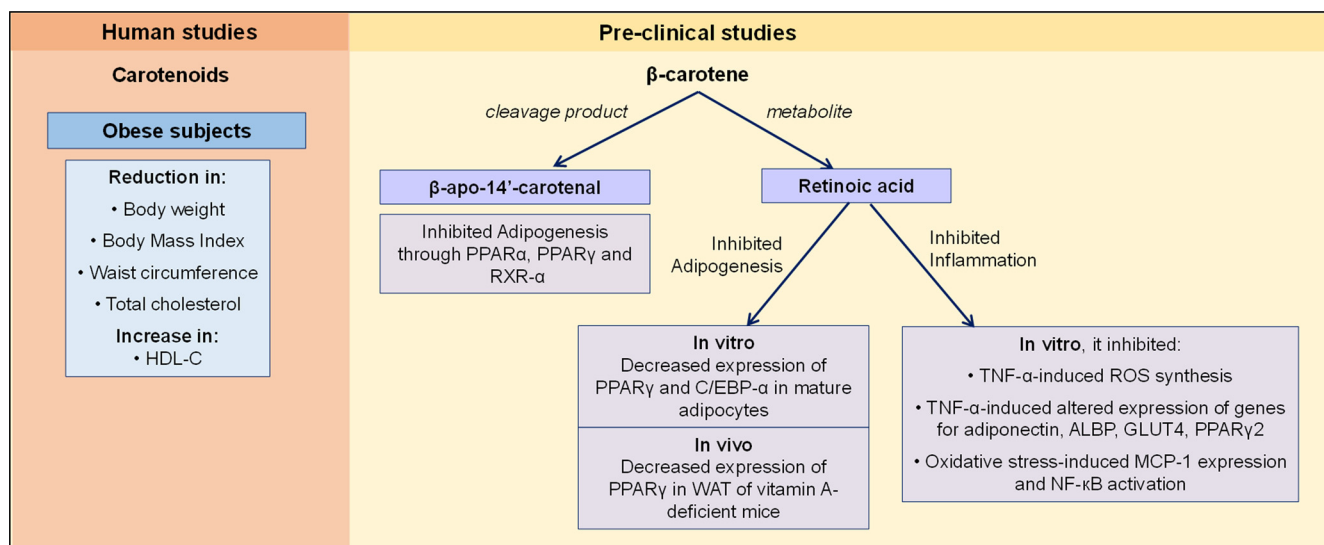 Human studies
Carotenoids
Obese subjects
Reduction in:
• Body weight
• Body Mass Index
• Waist circumference
• Total cholesterol
Increase in:
• HDL-C
Pre-clinical studies
β-carotene
cleavage product
metabolite
β-apo-14’-carotenal
Inhibited Adipogenesis
through PPARα, PPARγ and
RXR-α
Retinoic acid
Inhibited
Adipogenesis
Inhibited
Inflammation
In vitro
Decreased expression of
PPARγ and C/EBP-α in mature
adipocytes
In vivo
Decreased expression of
PPARγ in WAT of vitamin A-
deficient mice
In vitro, it inhibited:
• TNF-α-induced ROS synthesis
• TNF-α-induced altered expression of genes
for adiponectin, ALBP, GLUT4, PPARγ2
• Oxidative stress-induced MCP-1 expression
and NF-κB activation